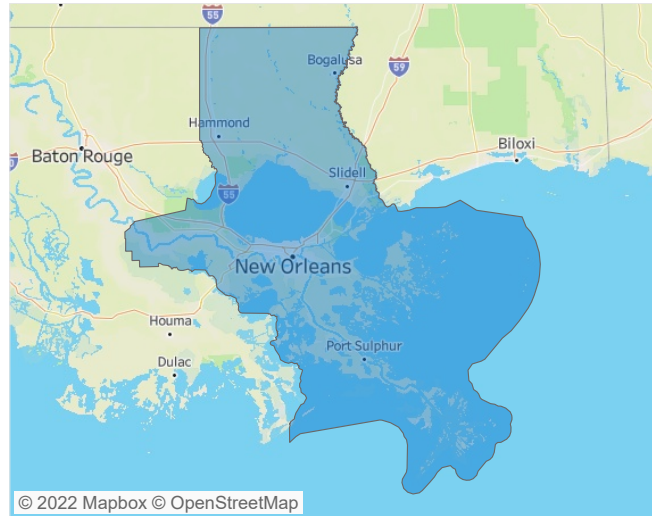 55
Bogalusa
59
Hammond
Biloxi
Baton Rouge
Slidell
55
New Orleans
Houma
Port Sulphur
Dulac
© 2022 Mapbox © OpenStreetMap